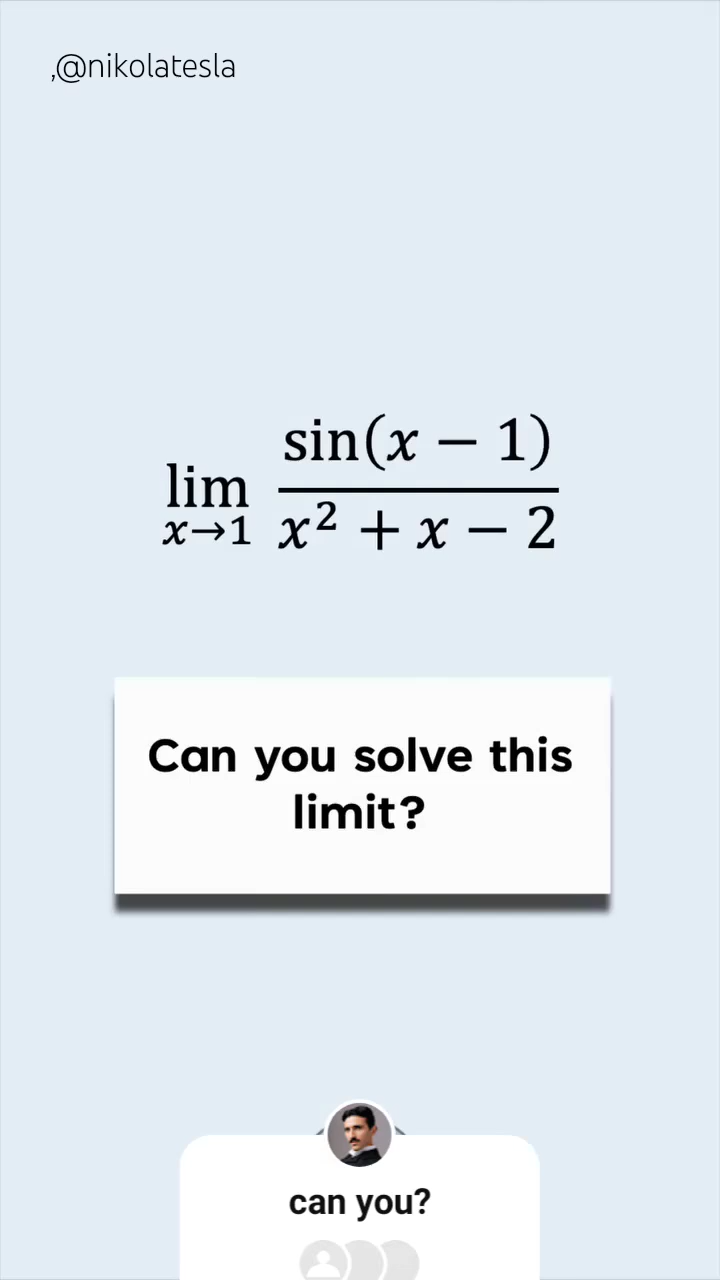 ,@nikolatesla
lim x→1 sin(x − 1) / x² + x − 2
Can you solve this
limit?
can you?